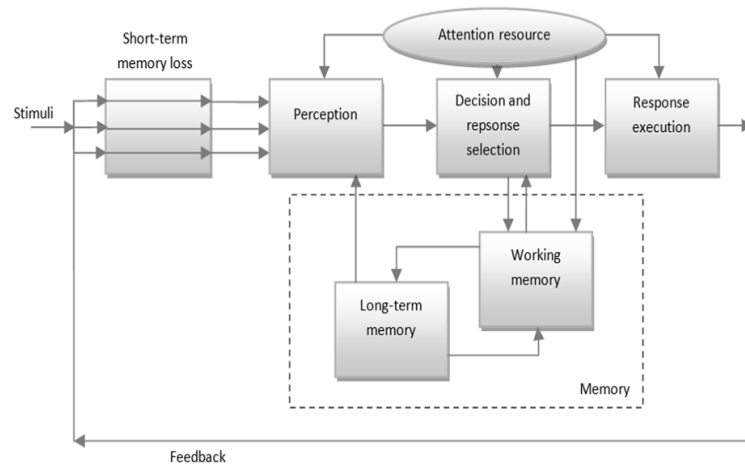 Attention resource
Short-term
memory loss
Stimuli
Perception
Decision and
repsonse
selection
Response
execution
Working
memory
Long-term
memory
Memory
Feedback